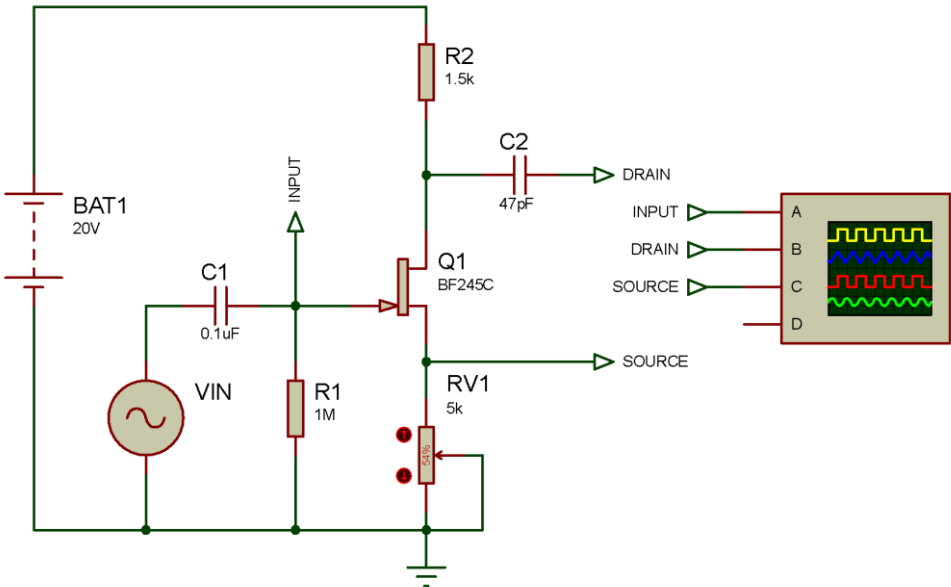 R2
1.5k
C2
47pF
DRAIN
INPUT
BAT1
20V
C1
0.1uF
Q1
BF245C
VIN
R1
1M
SOURCE
RV1
5k
54%
INPUT
DRAIN
SOURCE
A
B
C
D